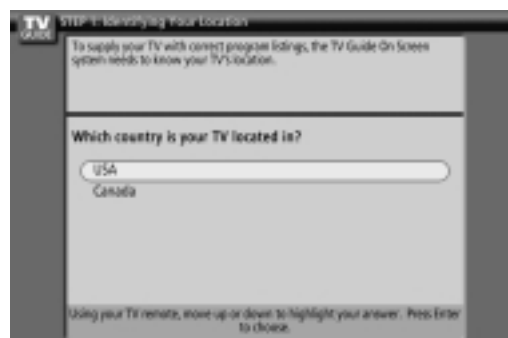 TV
GUIDE
STEP 1: Identifying Your Location
To supply your TV with correct program listings, the TV Guide On Screen
system needs to know your TV's location.
Which country is your TV located in?
USA
Canada
Using your TV remote, move up or down to highlight your answer. Press Enter
to choose.